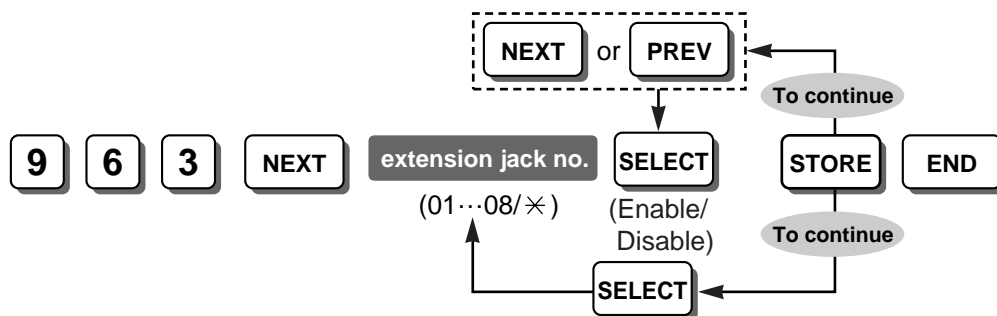 NEXT or PREV
To continue
9 6 3 NEXT extension jack no. SELECT STORE END
(01···08/✳)
(Enable/
Disable)
To continue
SELECT